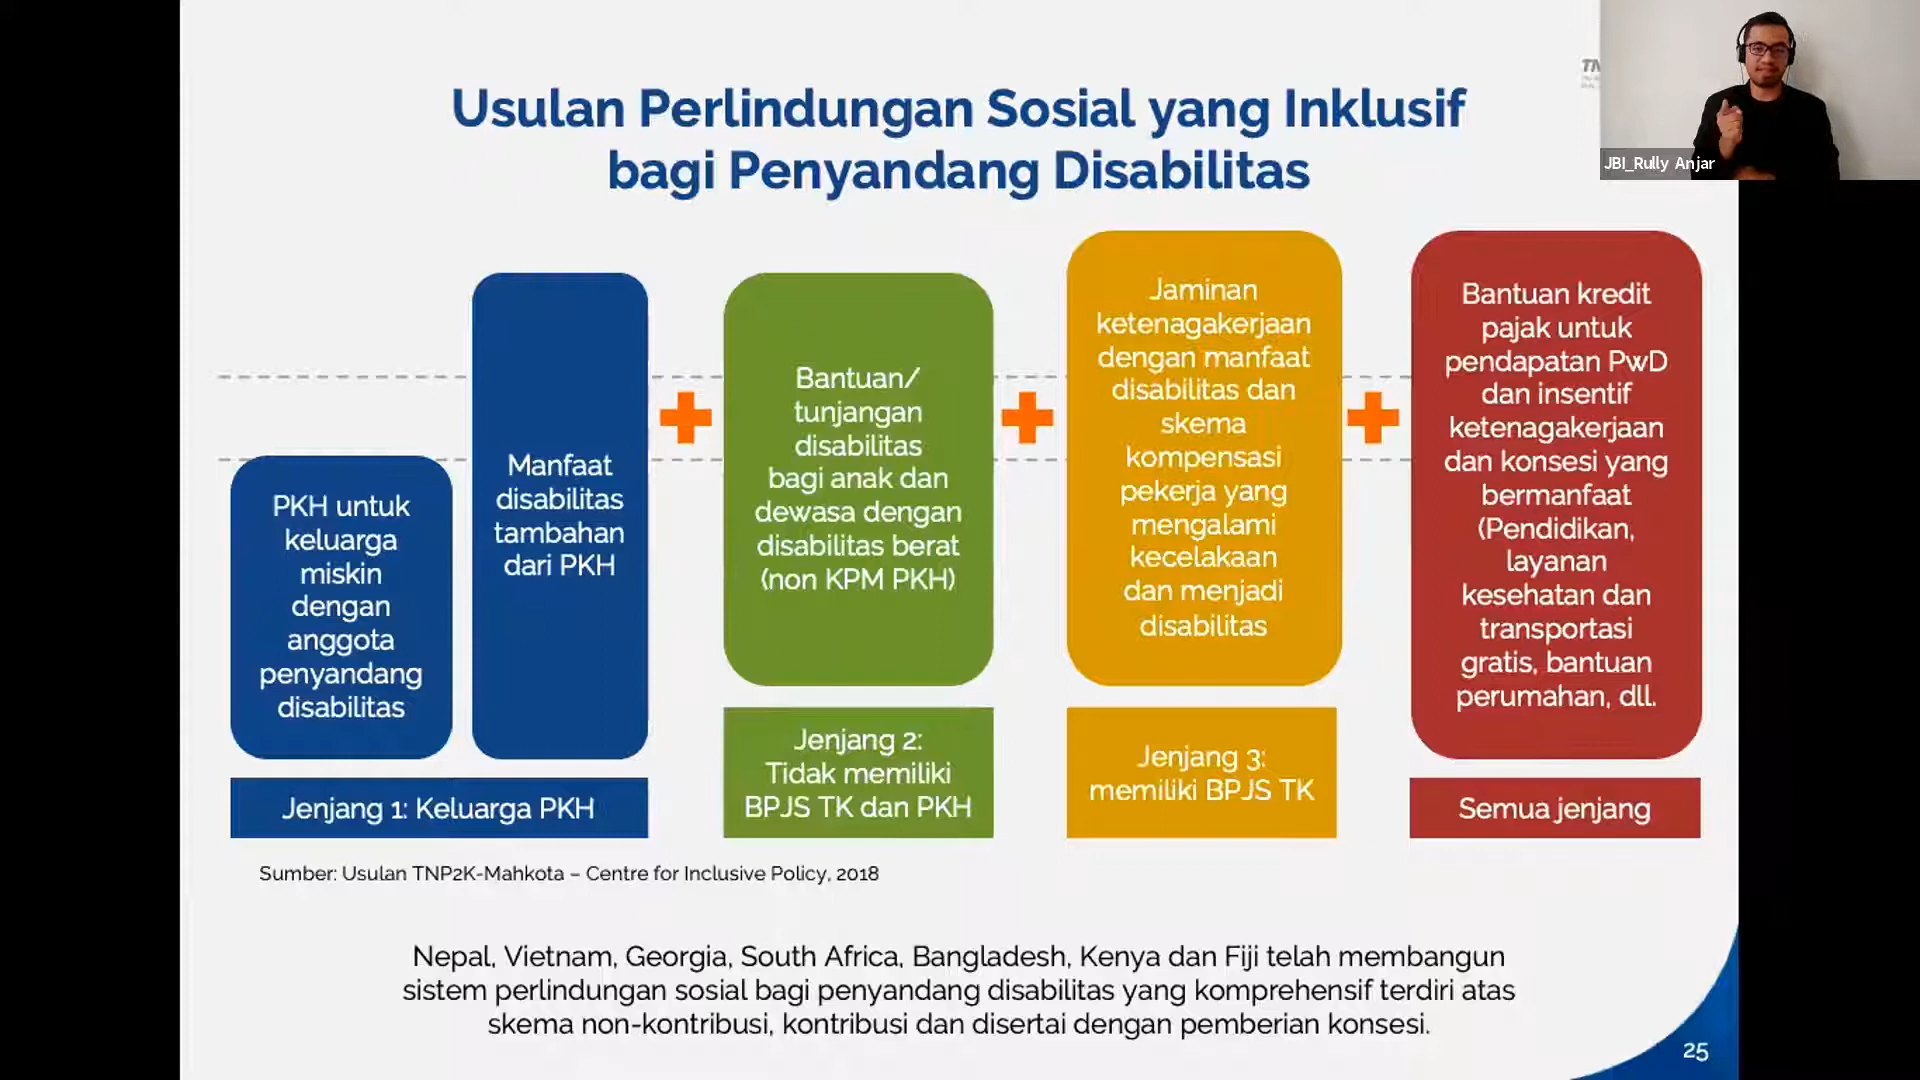 Usulan Perlindungan Sosial yang Inklusif
bagi Penyandang Disabilitas
JBI_Rully Anjar
PKH untuk
keluarga
miskin
dengan
anggota
penyandang
disabilitas
Manfaat
disabilitas
tambahan
dari PKH
Jenjang 1: Keluarga PKH
Bantuan/
tunjangan
disabilitas
bagi anak dan
dewasa dengan
disabilitas berat
(non KPM PKH)
Jenjang 2:
Tidak memiliki
BPJS TK dan PKH
Jaminan
ketenagakerjaan
dengan manfaat
disabilitas dan
skema
kompensasi
pekerja yang
mengalami
kecelakaan
dan menjadi
disabilitas
Jenjang 3:
memiliki BPJS TK
Bantuan kredit
pajak untuk
pendapatan PwD
dan insentif
ketenagakerjaan
dan konsesi yang
bermanfaat
(Pendidikan,
layanan
kesehatan dan
transportasi
gratis, bantuan
perumahan, dll.
Semua jenjang
Sumber: Usulan TNP2K-Mahkota – Centre for Inclusive Policy, 2018
Nepal, Vietnam, Georgia, South Africa, Bangladesh, Kenya dan Fiji telah membangun
sistem perlindungan sosial bagi penyandang disabilitas yang komprehensif terdiri atas
skema non-kontribusi, kontribusi dan disertai dengan pemberian konsesi.
25